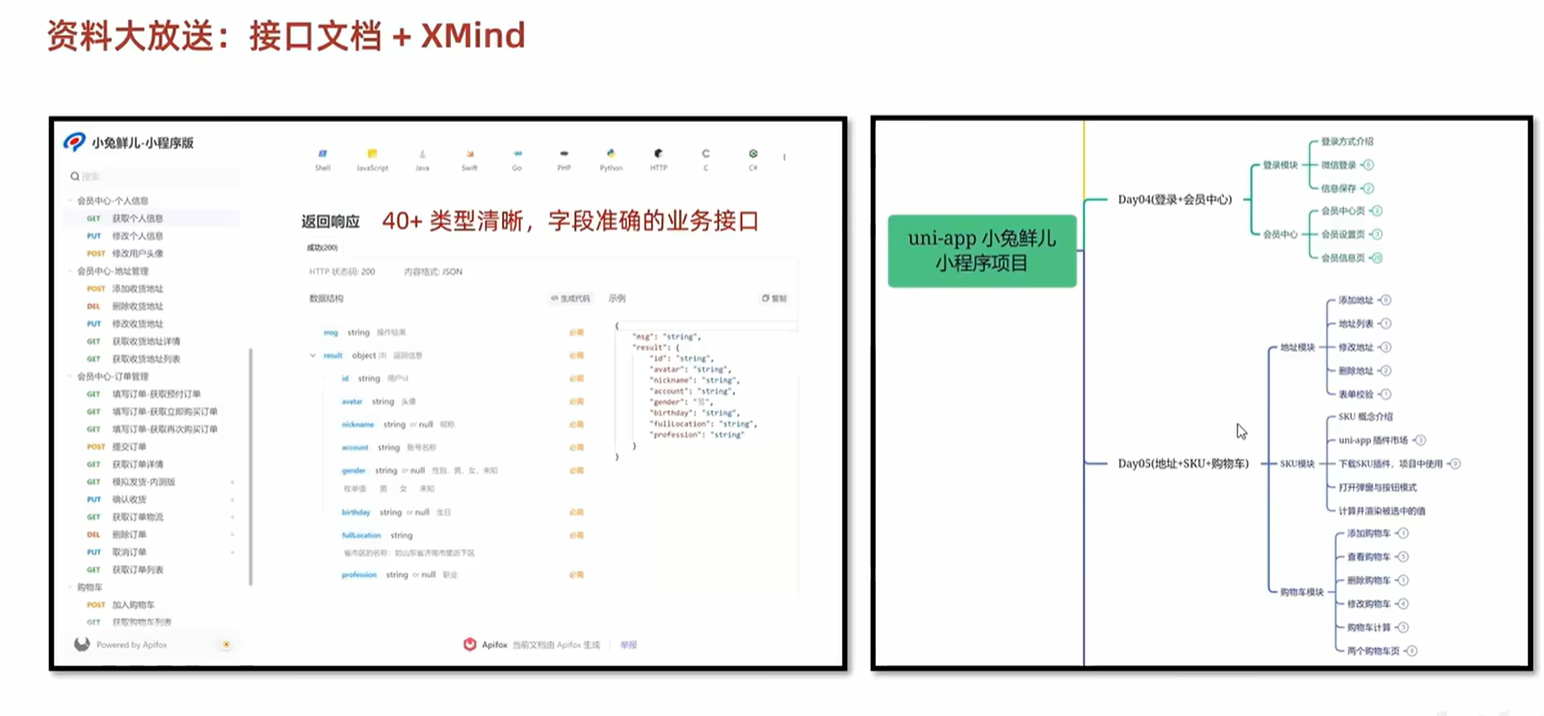 资料大放送：接口文档 + XMind
小兔鲜儿-小程序版
搜索
会员中心-个人信息
GET 获取个人信息
PUT 修改个人信息
POST 修改用户头像
会员中心-地址管理
POST 添加收货地址
DEL 删除收货地址
PUT 修改收货地址
GET 获取收货地址详情
GET 获取收货地址列表
会员中心-订单管理
GET 填写订单-获取预付订单
GET 填写订单-获取立即购买订单
GET 填写订单-获取再次购买订单
POST 提交订单
GET 获取订单详情
GET 模拟发货-内测版
PUT 确认收货
GET 获取订单物流
DEL 删除订单
PUT 取消订单
GET 获取订单列表
购物车
POST 加入购物车
GET 获取购物车列表
Powered by Apifox
Shell JavaScript Java Swift Go PHP Python HTTP C C#
返回响应 40+ 类型清晰，字段准确的业务接口
成功(200)
HTTP 状态码: 200 内容格式: JSON
数据结构 生成代码 示例 复制
msg string 操作结果 必需
result object 返回信息 必需
id string 用户id 必需
avatar string 头像 必需
nickname string or null 昵称 必需
account string 账号名称 必需
gender string or null 性别，男、女、未知 必需
枚举值: 男 女 未知
birthday string or null 生日 必需
fullLocation string 必需
省市区的名称：如山东省济南市里历下区
profession string or null 职业 必需
{
"msg": "string",
"result": {
"id": "string",
"avatar": "string",
"nickname": "string",
"account": "string",
"gender": "男",
"birthday": "string",
"fullLocation": "string",
"profession": "string"
}
}
Apifox 当前文档由 Apifox 生成 举报
uni-app 小兔鲜儿
小程序项目
Day04(登录+会员中心)
登录模块
登录方式介绍
微信登录 6
信息保存 2
会员中心
会员中心页 2
会员设置页 3
会员信息页
Day05(地址+SKU+购物车)
地址模块
添加地址
地址列表
修改地址 3
删除地址 2
表单校验 1
SKU模块
SKU 概念介绍
uni-app 插件市场 3
下载SKU插件，项目中使用
打开弹窗与按钮模式
计算并渲染被选中的值
购物车模块
添加购物车
查看购物车
删除购物车
修改购物车 4
购物车计算 3
两个购物车页 4